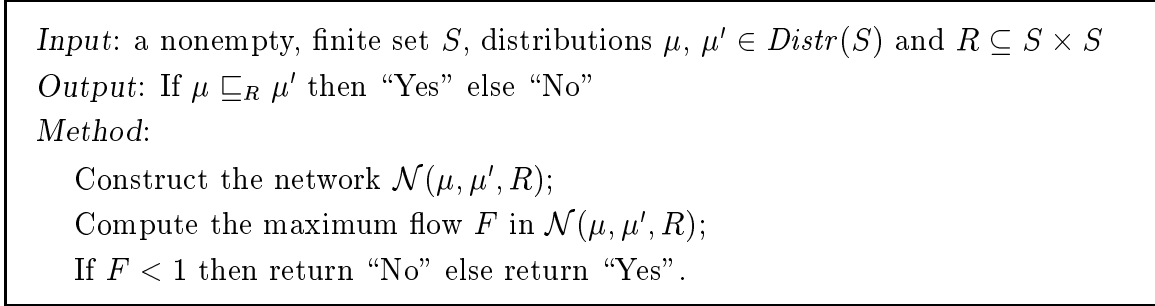 Input: a nonempty, finite set S, distributions μ, μ′ ∈ Distr(S) and R ⊆ S × S
Output: If μ ⊑_R μ′ then “Yes” else “No”
Method:
Construct the network 𝒩(μ, μ′, R);
Compute the maximum flow F in 𝒩(μ, μ′, R);
If F < 1 then return “No” else return “Yes”.